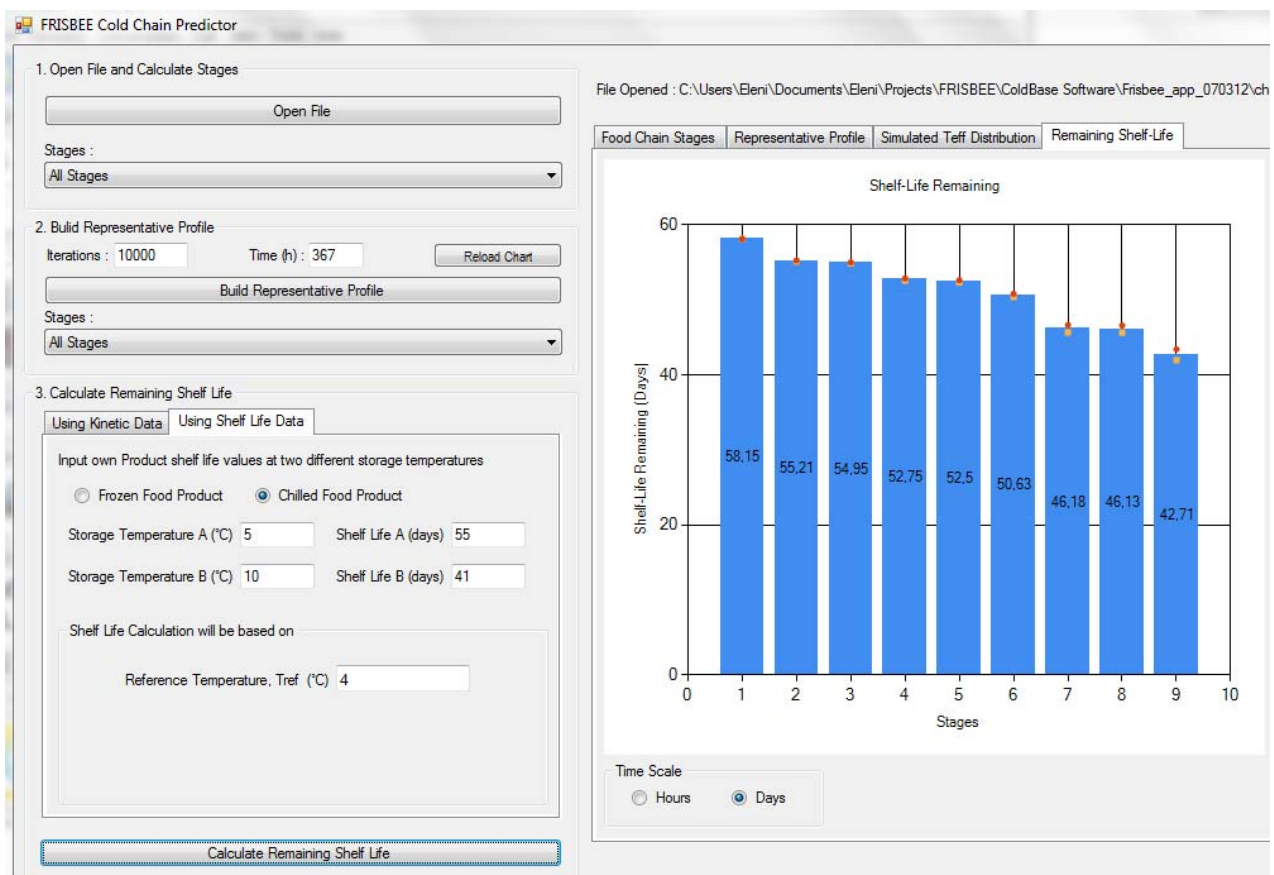 FRISBEE Cold Chain Predictor
1. Open File and Calculate Stages
Open File
Stages :
All Stages
2. Bulid Representative Profile
Iterations : 10000 Time (h) : 367 Reload Chart
Build Representative Profile
Stages :
All Stages
3. Calculate Remaining Shelf Life
Using Kinetic Data Using Shelf Life Data
Input own Product shelf life values at two different storage temperatures
Frozen Food Product Chilled Food Product
Storage Temperature A (°C) 5 Shelf Life A (days) 55
Storage Temperature B (°C) 10 Shelf Life B (days) 41
Shelf Life Calculation will be based on
Reference Temperature, Tref (°C) 4
Calculate Remaining Shelf Life
File Opened : C:\Users\Eleni\Documents\Eleni\Projects\FRISBEE\ColdBase Software\Frisbee_app_070312\ch
Food Chain Stages Representative Profile Simulated Teff Distribution Remaining Shelf-Life
Shelf-Life Remaining
Shelf-Life Remaining (Days)
60
40
20
0
58,15 55,21 54,95 52,75 52,5 50,63 46,18 46,13 42,71
0 1 2 3 4 5 6 7 8 9 10
Stages
Time Scale
Hours Days